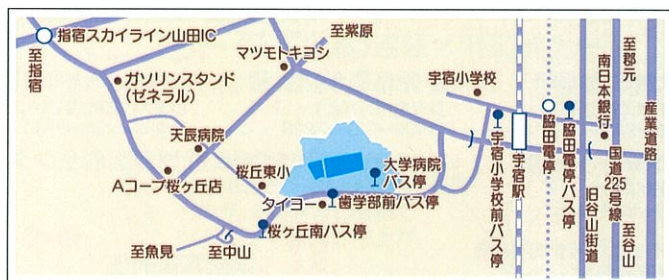 指宿スカイライン山田IC
至指宿
ガソリンスタンド
(ゼネラル)
マツモトキヨシ
至紫原
天辰病院
Aコープ桜ヶ丘店
桜丘東小
タイヨー
大学病院
バス停
歯学部前バス停
桜ヶ丘南バス停
至魚見
至中山
宇宿小学校
宇宿小学校前バス停
宇宿駅
脇田電停
脇田電停バス停
南日本銀行
旧谷山街道
至郡元
国道
225号線
至谷山
産業道路